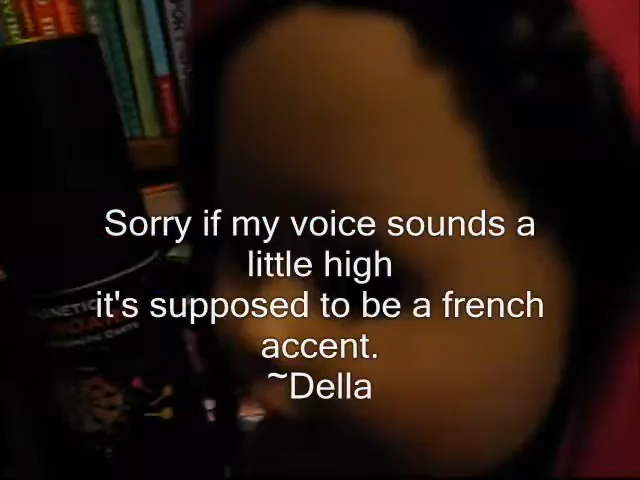 Sorry if my voice sounds a
little high
it's supposed to be a french
accent.
~Della